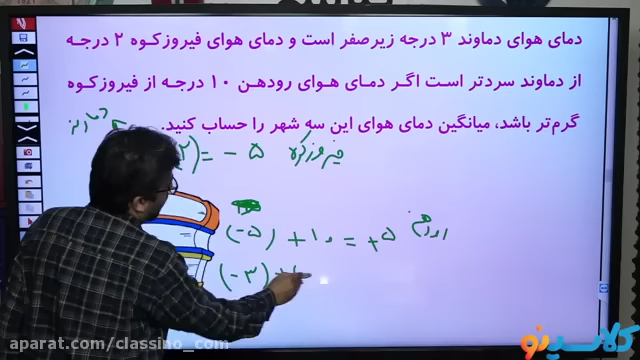 دمای هوای دماوند ۳ درجه زیرصفر است و دمای هوای فیروزکوه ۲ درجه
از دماوند سردتر است اگر دمای هوای رودهن ۱۰ درجه از فیروزکوه
گرم‌تر باشد، میانگین دمای هوای این سه شهر را حساب کنید.
۲) = - ۵ فیروزکوه
(-۵) + ۱۰ = +۵
(-۳) +
aparat.com/classino_com
کلاسینو